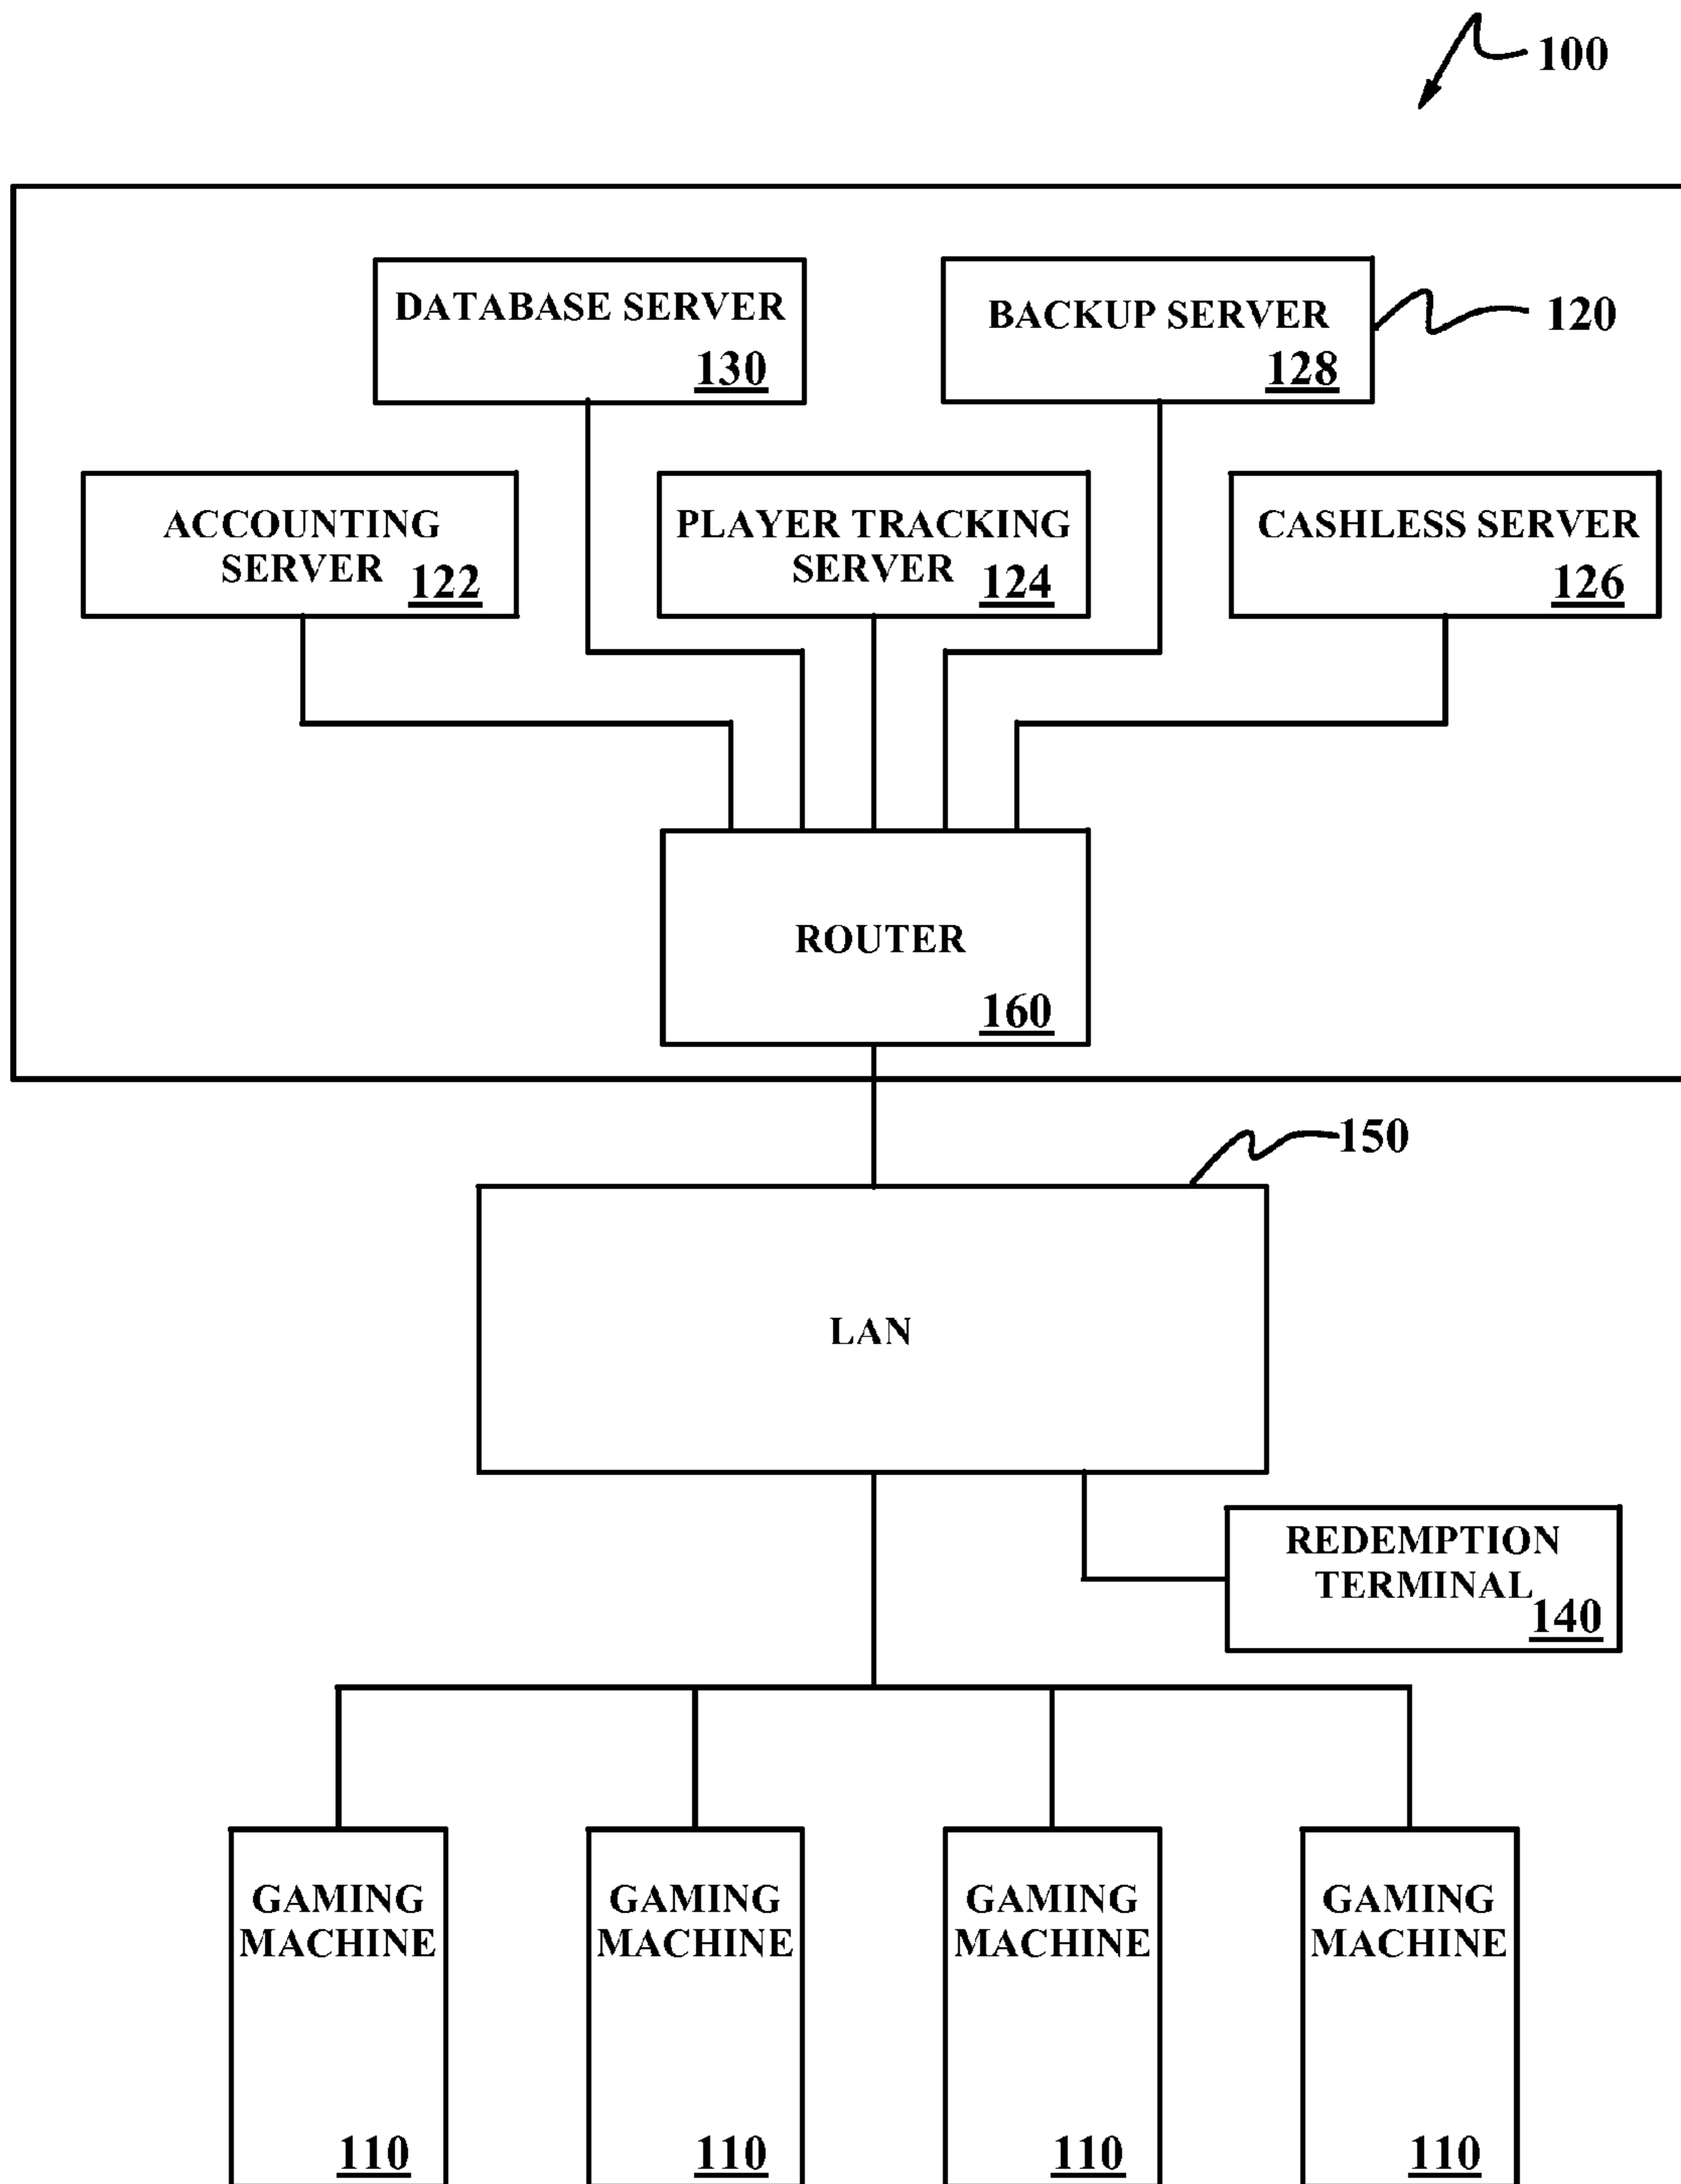 100
DATABASE SERVER
130
BACKUP SERVER
128
120
ACCOUNTING
SERVER 122
PLAYER TRACKING
SERVER 124
CASHLESS SERVER
126
ROUTER
160
150
LAN
REDEMPTION
TERMINAL
140
GAMING
MACHINE
110
GAMING
MACHINE
110
GAMING
MACHINE
110
GAMING
MACHINE
110